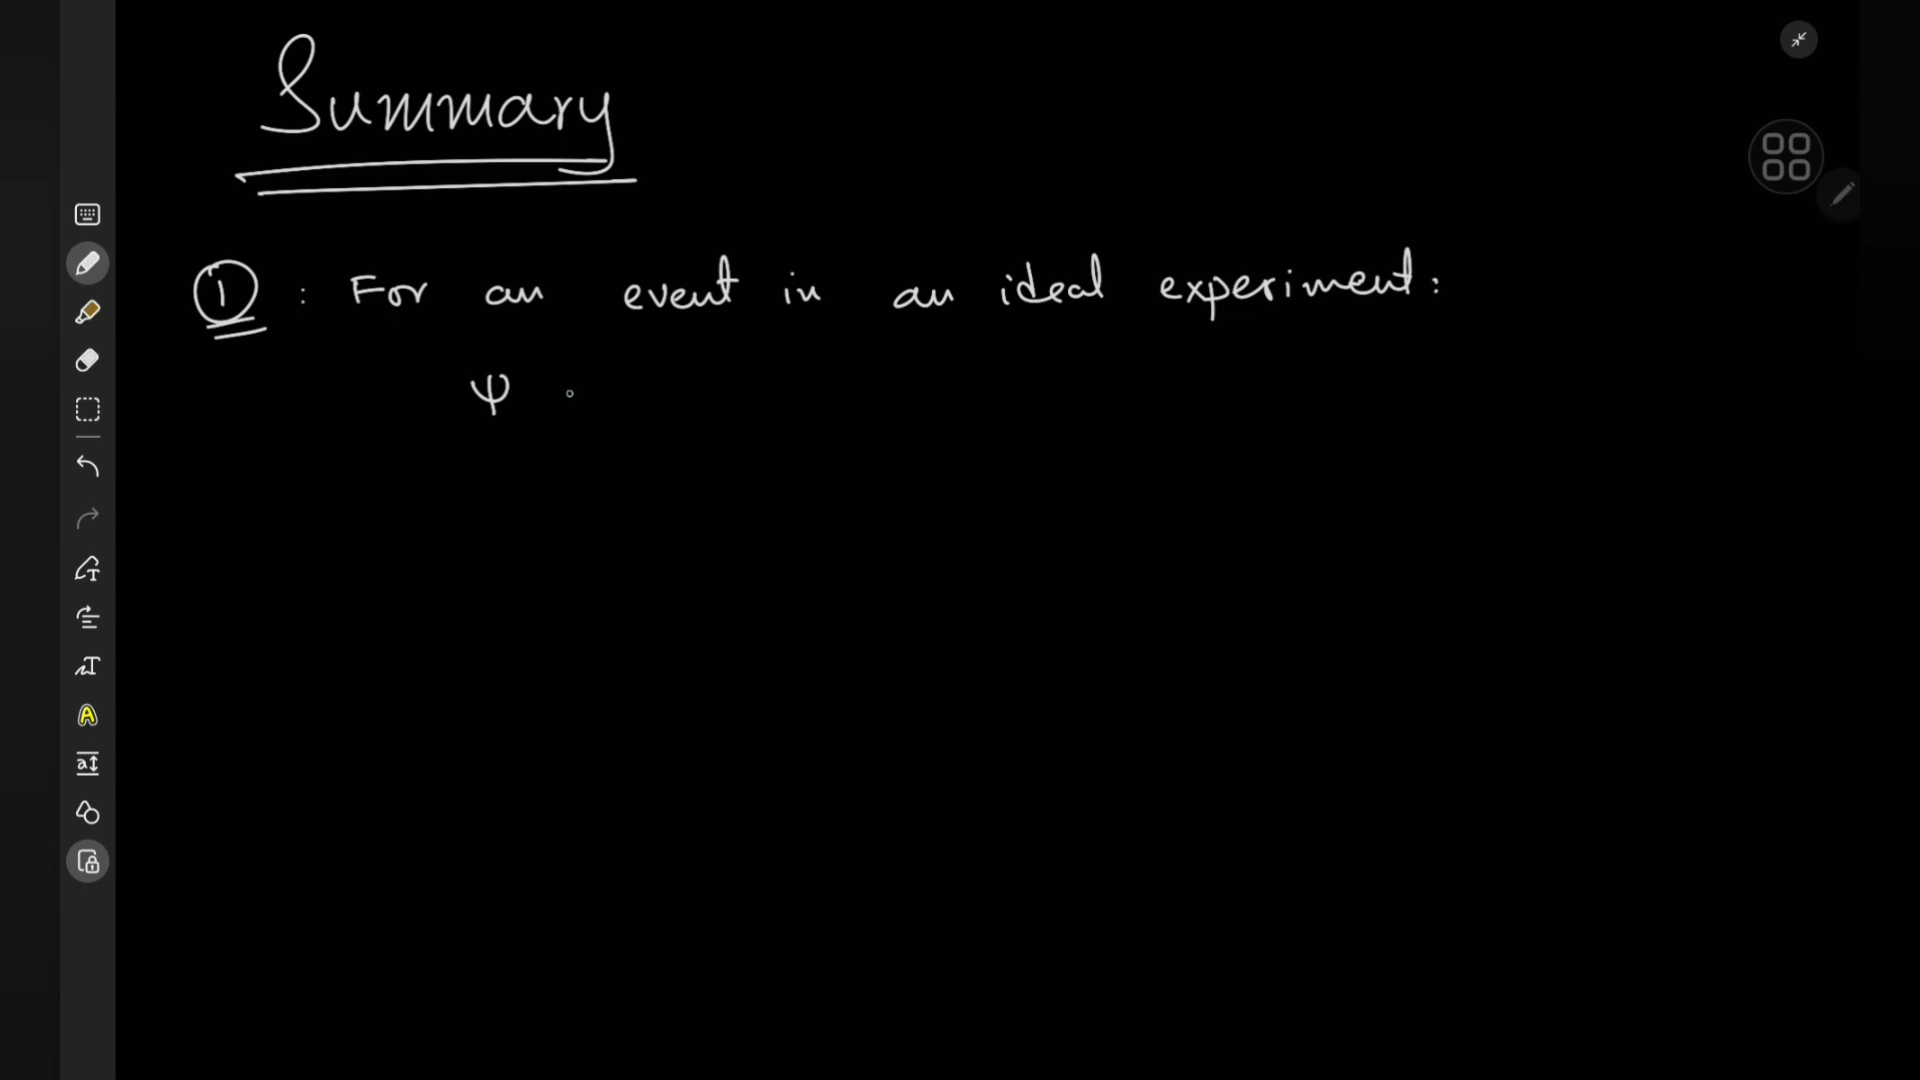 Summary
① : For an event in an ideal experiment:
ψ